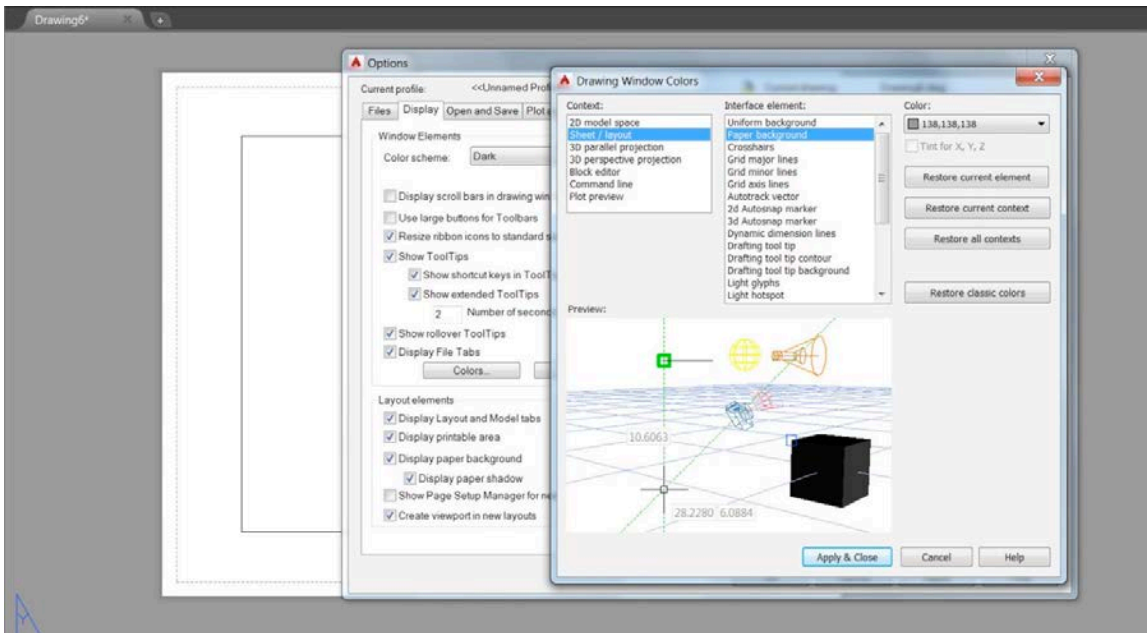 Drawing6*
Options
Current profile: <<Unnamed Profi
Files Display Open and Save Plot
Window Elements
Color scheme: Dark
Display scroll bars in drawing win
Use large buttons for Toolbars
Resize ribbon icons to standard s
Show ToolTips
Show shortcut keys in ToolT
Show extended ToolTips
2 Number of second
Show rollover ToolTips
Display File Tabs
Colors...
Layout elements
Display Layout and Model tabs
Display printable area
Display paper background
Display paper shadow
Show Page Setup Manager for ne
Create viewport in new layouts
Drawing Window Colors
Context:
2D model space
Sheet / layout
3D parallel projection
3D perspective projection
Block editor
Command line
Plot preview
Interface element:
Uniform background
Paper background
Crosshairs
Grid major lines
Grid minor lines
Grid axis lines
Autotrack vector
2d Autosnap marker
3d Autosnap marker
Dynamic dimension lines
Drafting tool tip
Drafting tool tip contour
Drafting tool tip background
Light glyphs
Light hotspot
Color:
138,138,138
Tint for X, Y, Z
Restore current element
Restore current context
Restore all contexts
Restore classic colors
Preview:
10.6063
28.2280 6.0884
Apply & Close Cancel Help
Y